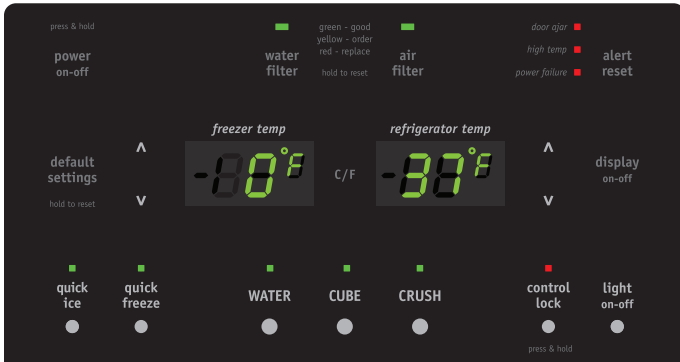 press & hold
power
on-off
water
filter
green - good
yellow - order
red - replace
hold to reset
air
filter
door ajar
high temp
power failure
alert
reset
default
settings
hold to reset
freezer temp
0°F
C/F
refrigerator temp
37°F
display
on-off
quick
ice
quick
freeze
WATER
CUBE
CRUSH
control
lock
press & hold
light
on-off